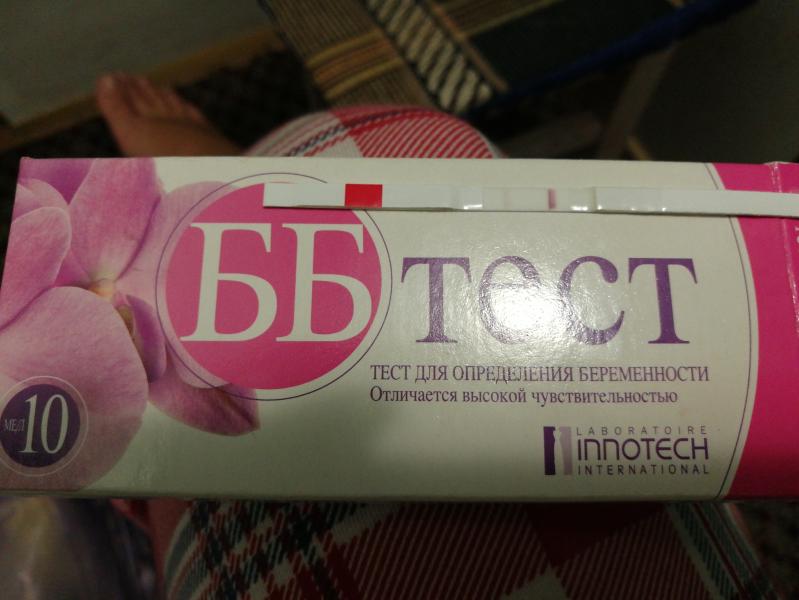 ББ тест
ТЕСТ ДЛЯ ОПРЕДЕЛЕНИЯ БЕРЕМЕННОСТИ
Отличается высокой чувствительностью
МЕ/Л 10
LABORATOIRE
INNOTECH
INTERNATIONAL